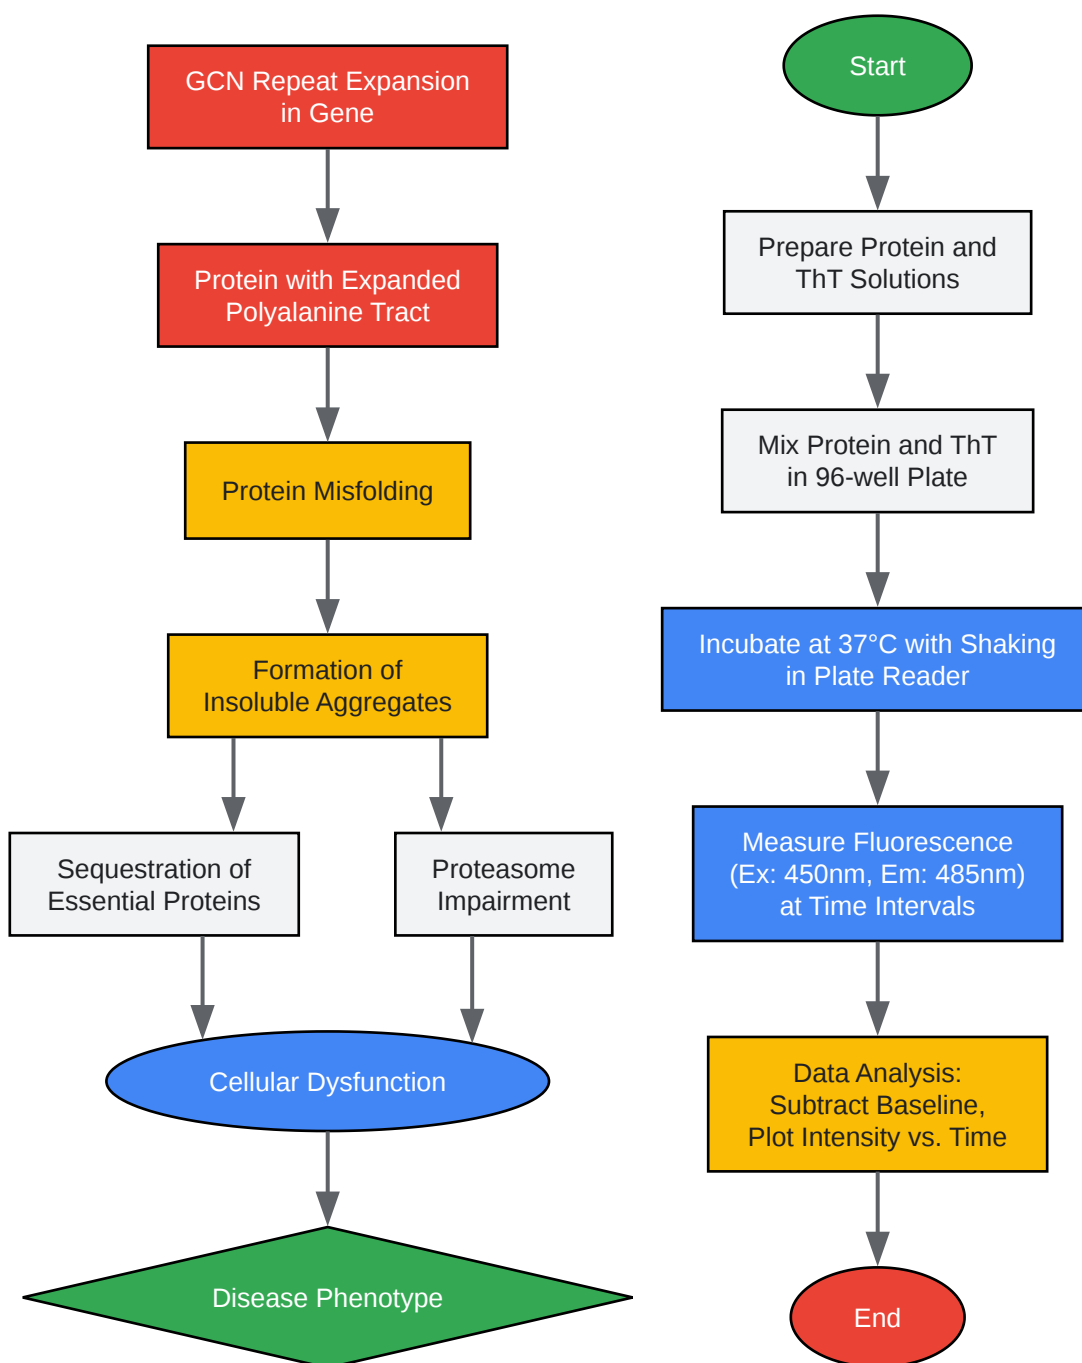 GCN Repeat Expansion
in Gene
Protein with Expanded
Polyalanine Tract
Protein Misfolding
Formation of
Insoluble Aggregates
Sequestration of
Essential Proteins
Proteasome
Impairment
Cellular Dysfunction
Disease Phenotype
Start
Prepare Protein and
ThT Solutions
Mix Protein and ThT
in 96-well Plate
Incubate at 37°C with Shaking
in Plate Reader
Measure Fluorescence
(Ex: 450nm, Em: 485nm)
at Time Intervals
Data Analysis:
Subtract Baseline,
Plot Intensity vs. Time
End